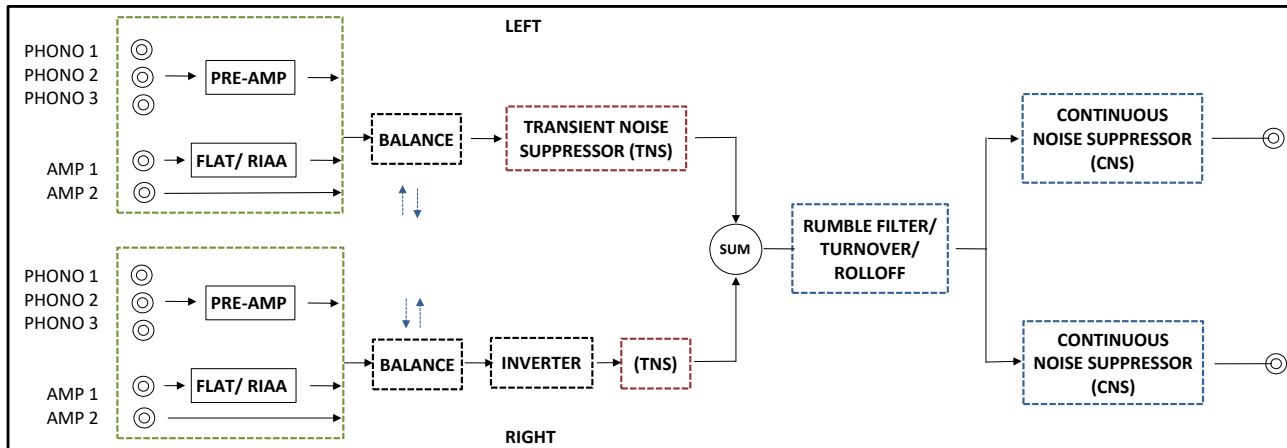 LEFT
PHONO 1
PHONO 2
PHONO 3
PRE-AMP
AMP 1
AMP 2
FLAT/ RIAA
BALANCE
TRANSIENT NOISE
SUPPRESSOR (TNS)
CONTINUOUS
NOISE SUPPRESSOR
(CNS)
SUM
RUMBLE FILTER/
TURNOVER/
ROLLOFF
PHONO 1
PHONO 2
PHONO 3
PRE-AMP
AMP 1
AMP 2
FLAT/ RIAA
BALANCE
INVERTER
(TNS)
CONTINUOUS
NOISE SUPPRESSOR
(CNS)
RIGHT